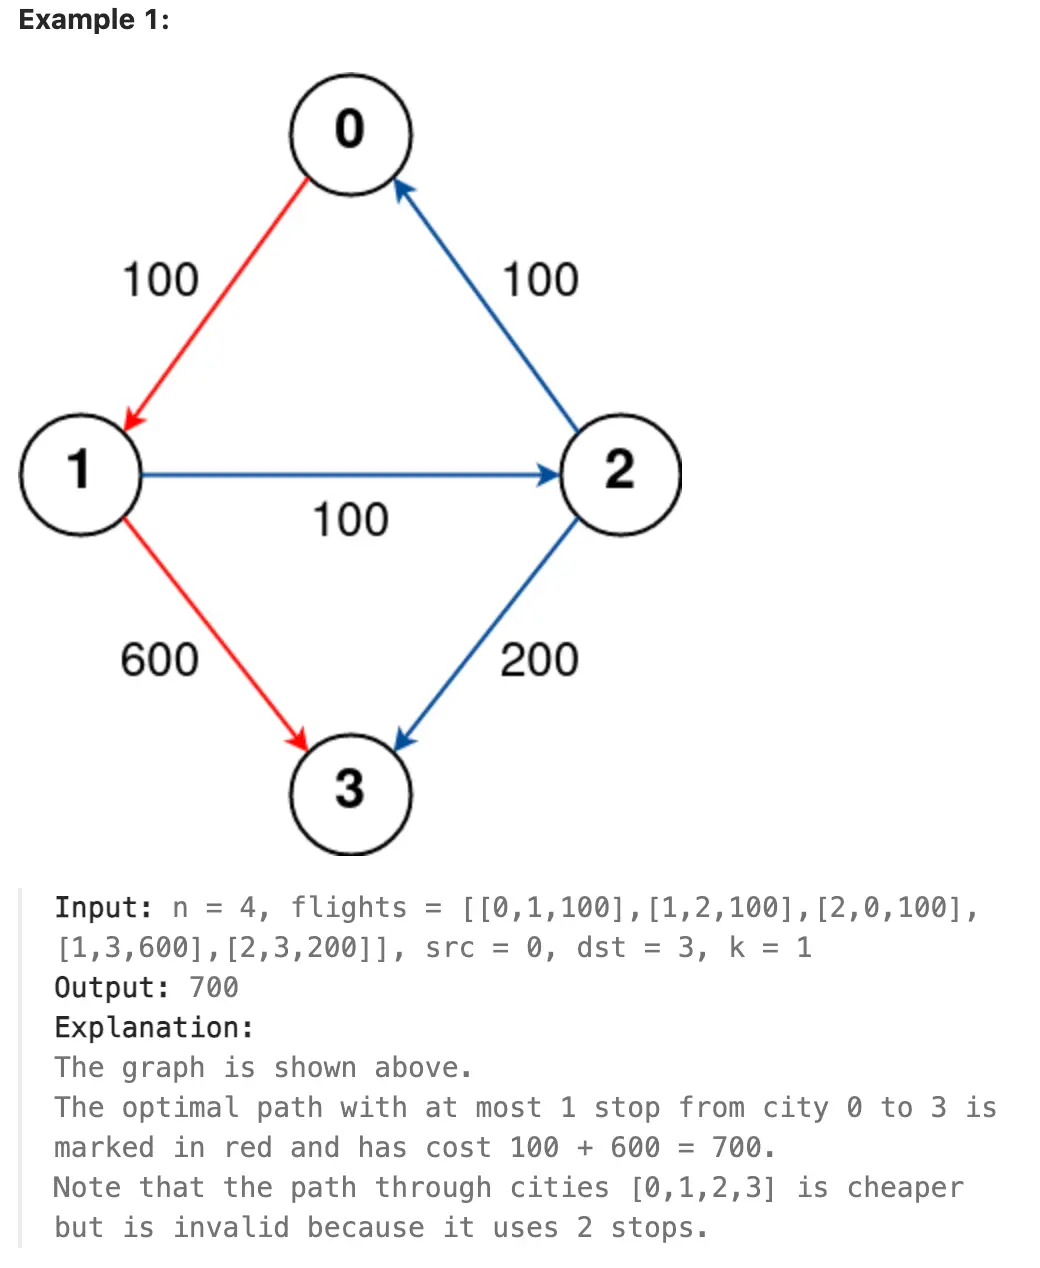 Example 1:
0
100
100
1
2
100
600
200
3
Input: n = 4, flights = [[0,1,100],[1,2,100],[2,0,100],
[1,3,600],[2,3,200]], src = 0, dst = 3, k = 1
Output: 700
Explanation:
The graph is shown above.
The optimal path with at most 1 stop from city 0 to 3 is
marked in red and has cost 100 + 600 = 700.
Note that the path through cities [0,1,2,3] is cheaper
but is invalid because it uses 2 stops.